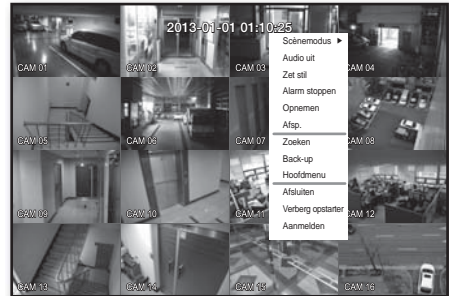 2013-01-01 01:10:25
CAM 01
CAM 02
CAM 03
CAM 04
Scènemodus
Audio uit
Zet stil
Alarm stoppen
Opnemen
Afsp.
Zoeken
Back-up
Hoofdmenu
Afsluiten
Verberg opstarter
Aanmelden
CAM 05
CAM 06
CAM 07
CAM 08
CAM 09
CAM 10
CAM 11
CAM 12
CAM 13
CAM 14
CAM 15
CAM 16